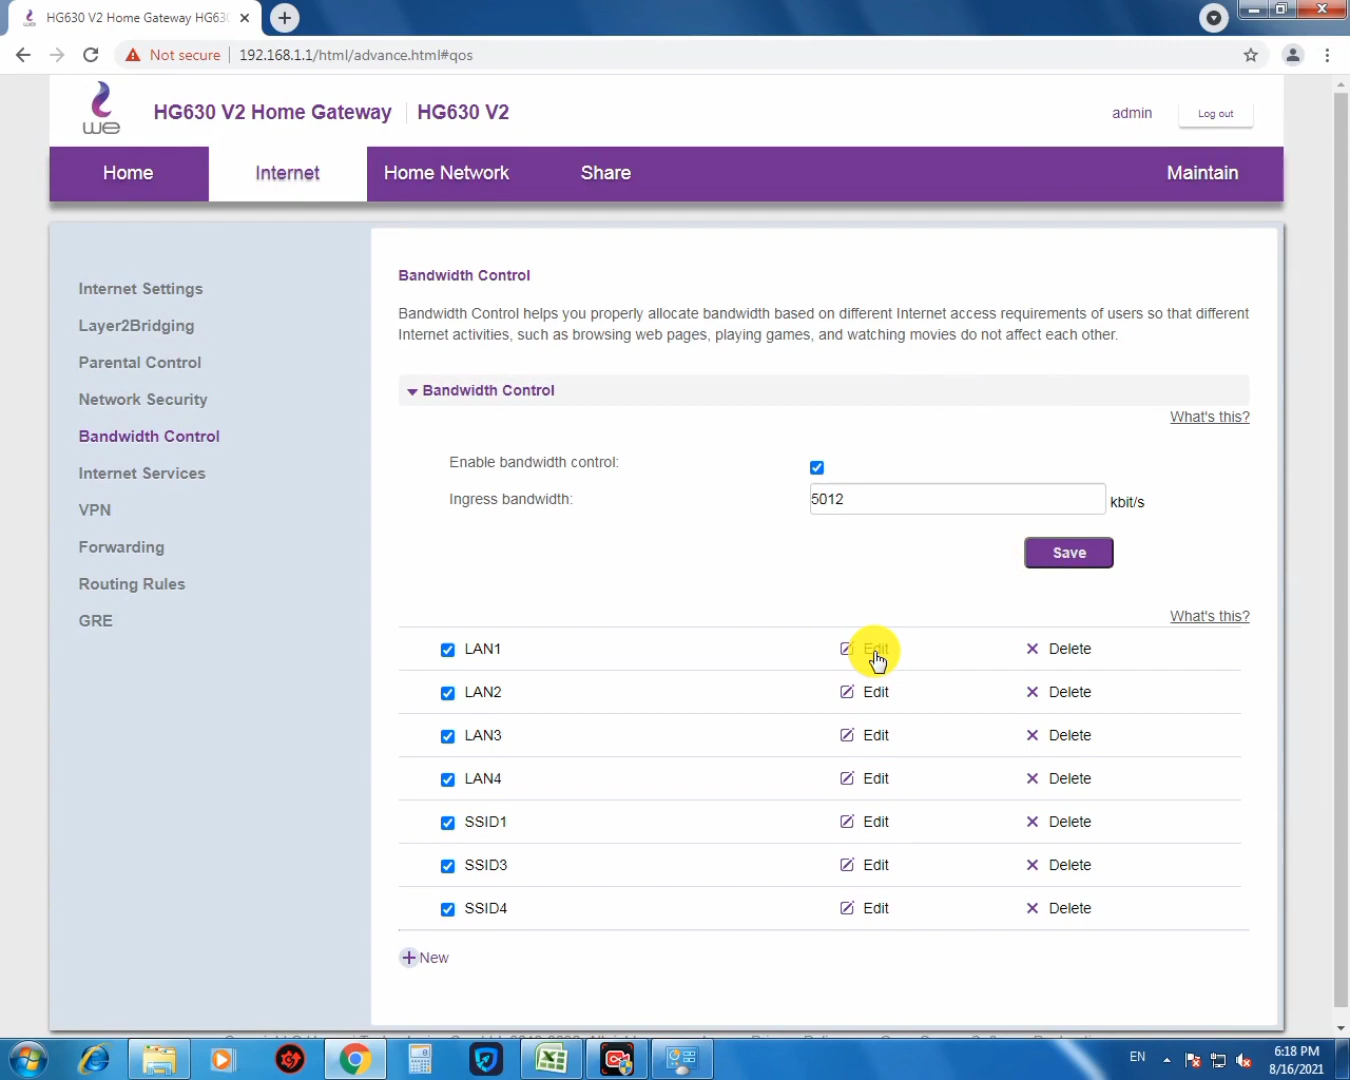 HG630 V2 Home Gateway HG63
Not secure
192.168.1.1/html/advance.html#qos
we
HG630 V2 Home Gateway
HG630 V2
admin
Log out
Home
Internet
Home Network
Share
Maintain
Internet Settings
Layer2Bridging
Parental Control
Network Security
Bandwidth Control
Internet Services
VPN
Forwarding
Routing Rules
GRE
Bandwidth Control
Bandwidth Control helps you properly allocate bandwidth based on different Internet access requirements of users so that different
Internet activities, such as browsing web pages, playing games, and watching movies do not affect each other.
Bandwidth Control
What's this?
Enable bandwidth control:
Ingress bandwidth:
5012
kbit/s
Save
What's this?
LAN1 Edit Delete
LAN2 Edit Delete
LAN3 Edit Delete
LAN4 Edit Delete
SSID1 Edit Delete
SSID3 Edit Delete
SSID4 Edit Delete
New
EN
6:18 PM
8/16/2021